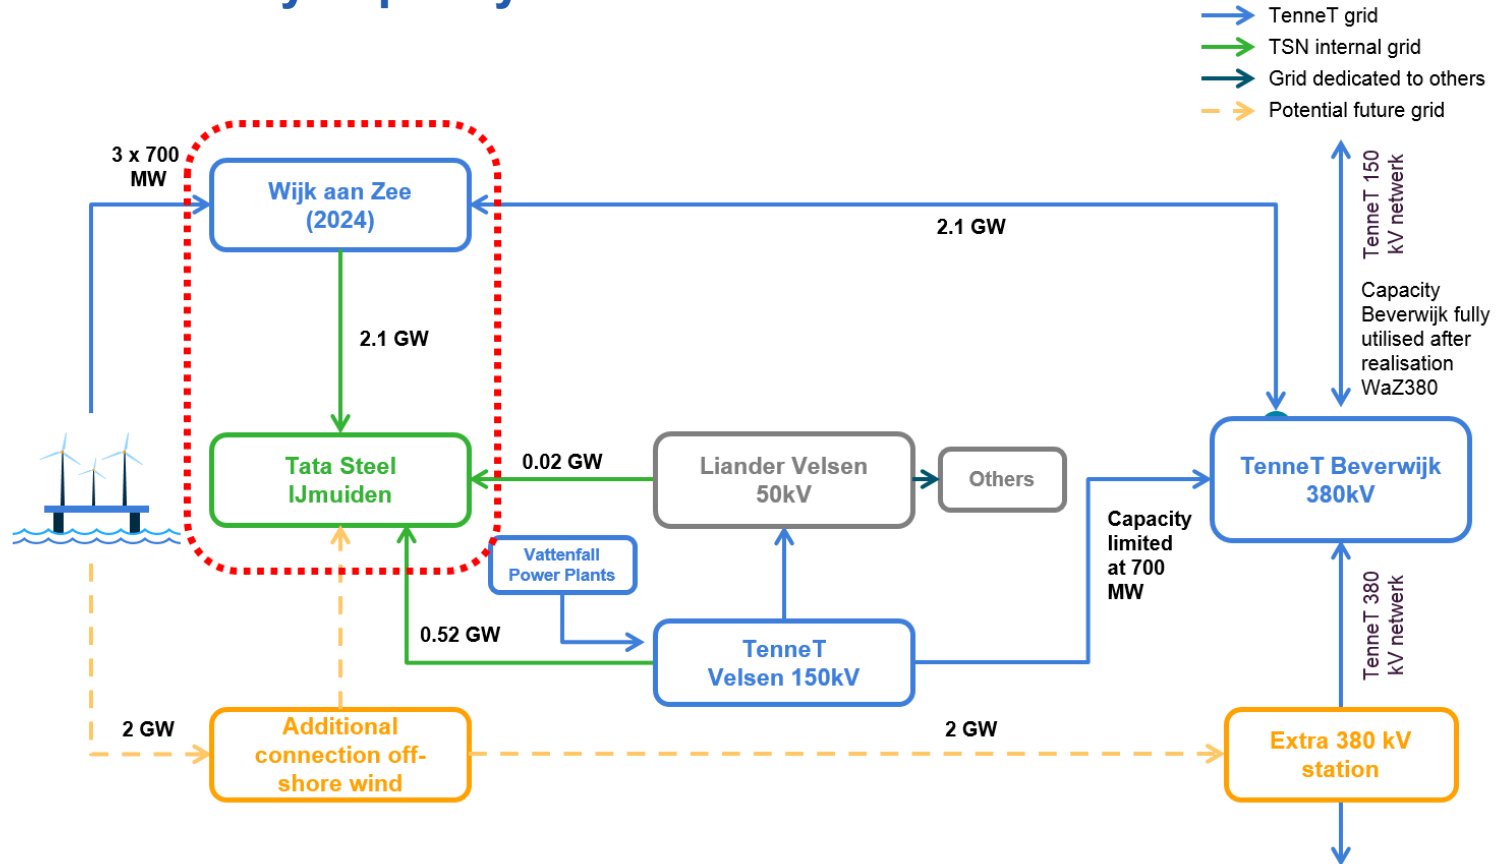 TenneT grid
TSN internal grid
Grid dedicated to others
Potential future grid
3 x 700
MW
Wijk aan Zee
(2024)
2.1 GW
TenneT 150
kV netwerk
Capacity
Beverwijk fully
utilised after
realisation
WaZ380
2.1 GW
Tata Steel
IJmuiden
0.02 GW
Liander Velsen
50kV
Others
TenneT Beverwijk
380kV
Capacity
limited
at 700
MW
Vattenfall
Power Plants
0.52 GW
TenneT
Velsen 150kV
TenneT 380
kV netwerk
2 GW
Additional
connection off-
shore wind
2 GW
Extra 380 kV
station